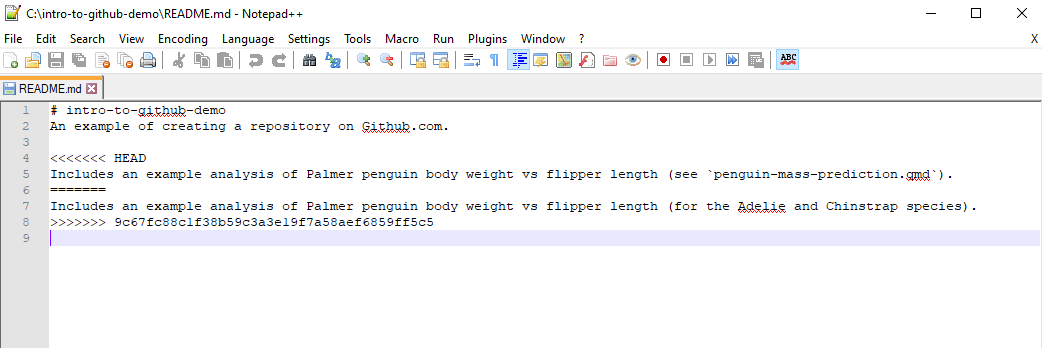 C:\intro-to-github-demo\README.md - Notepad++
File Edit Search View Encoding Language Settings Tools Macro Run Plugins Window ? X
ABC
README.md
1 # intro-to-github-demo
2 An example of creating a repository on Github.com.
3
4 <<<<<<< HEAD
5 Includes an example analysis of Palmer penguin body weight vs flipper length (see `penguin-mass-prediction.qmd`).
6 =======
7 Includes an example analysis of Palmer penguin body weight vs flipper length (for the Adelie and Chinstrap species).
8 >>>>>>> 9c67fc88c1f38b59c3a3e19f7a58aef6859ff5c5
9